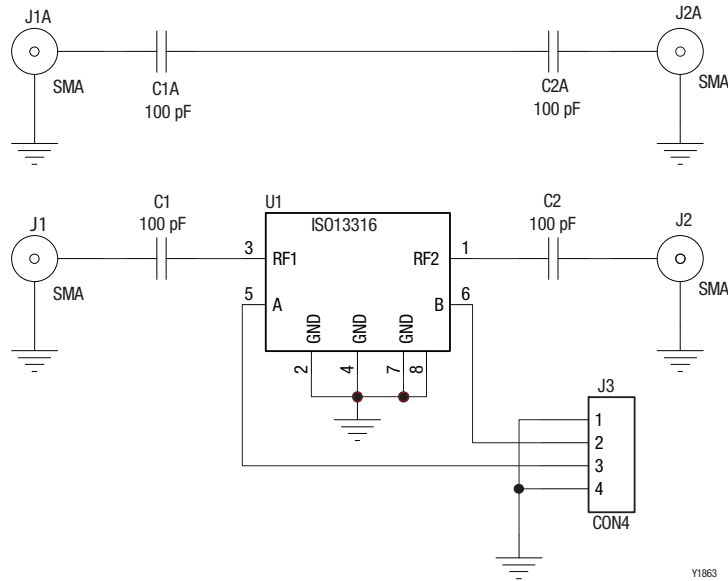 J1A
J2A
SMA
SMA
C1A
100 pF
C2A
100 pF
C1
100 pF
U1
ISO13316
C2
100 pF
J1
J2
3
RF1
RF2
1
SMA
SMA
5
A
B
6
GND
GND
GND
2
4
7
8
J3
1
2
3
4
CON4
Y1863